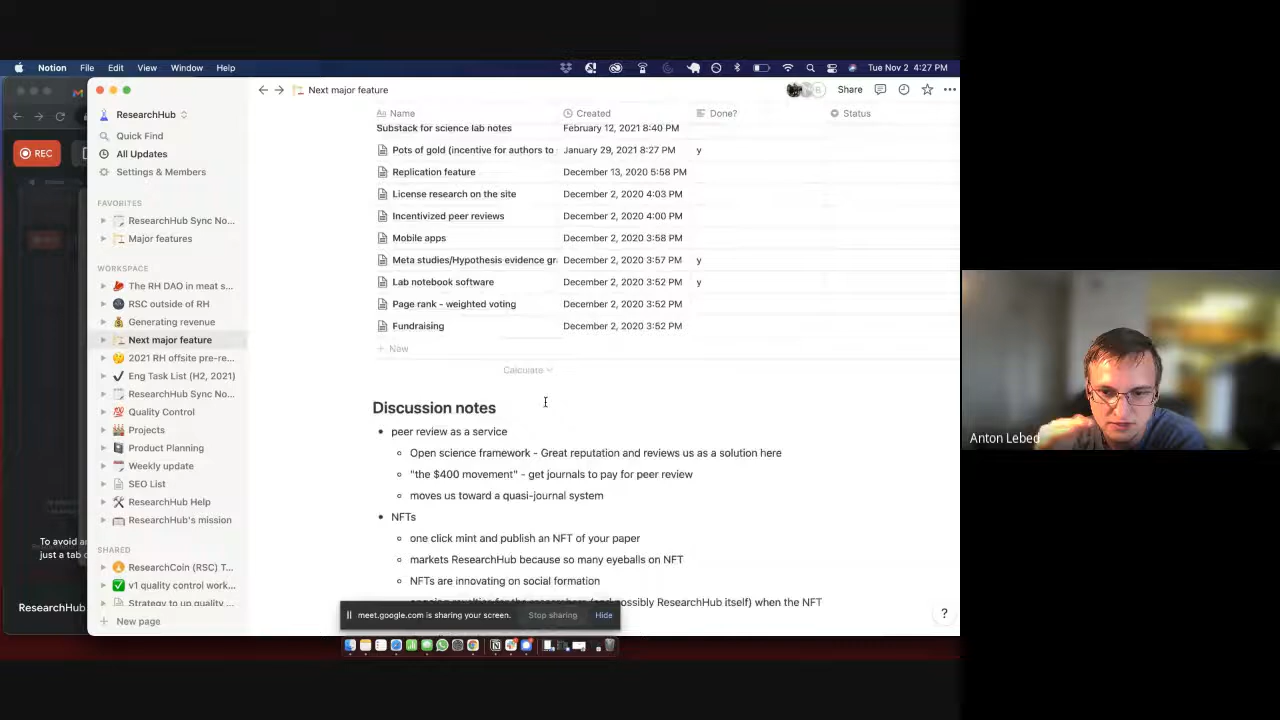 Notion File Edit View Window Help
Tue Nov 2 4:27 PM
ResearchHub
Next major feature
Share
REC
Quick Find
All Updates
Settings & Members
FAVORITES
ResearchHub Sync No...
Major features
WORKSPACE
The RH DAO in meat s...
RSC outside of RH
Generating revenue
Next major feature
2021 RH offsite pre-re...
Eng Task List (H2, 2021)
ResearchHub Sync No...
Quality Control
Projects
Product Planning
Weekly update
SEO List
ResearchHub Help
ResearchHub's mission
SHARED
ResearchCoin (RSC) T...
v1 quality control work...
Strategy to up quality ...
New page
To avoid
just a tab
ResearchHub
Aa Name Created Done? Status
Substack for science lab notes February 12, 2021 8:40 PM
Pots of gold (incentive for authors to January 29, 2021 8:27 PM y
Replication feature December 13, 2020 5:58 PM
License research on the site December 2, 2020 4:03 PM
Incentivized peer reviews December 2, 2020 4:00 PM
Mobile apps December 2, 2020 3:58 PM
Meta studies/Hypothesis evidence gr December 2, 2020 3:57 PM y
Lab notebook software December 2, 2020 3:52 PM y
Page rank - weighted voting December 2, 2020 3:52 PM
Fundraising December 2, 2020 3:52 PM
+ New
Calculate
Discussion notes
• peer review as a service
◦ Open science framework - Great reputation and reviews us as a solution here
◦ "the $400 movement" - get journals to pay for peer review
◦ moves us toward a quasi-journal system
• NFTs
◦ one click mint and publish an NFT of your paper
◦ markets ResearchHub because so many eyeballs on NFT
◦ NFTs are innovating on social formation
possibly ResearchHub itself) when the NFT
meet.google.com is sharing your screen. Stop sharing Hide
?
Anton Lebed